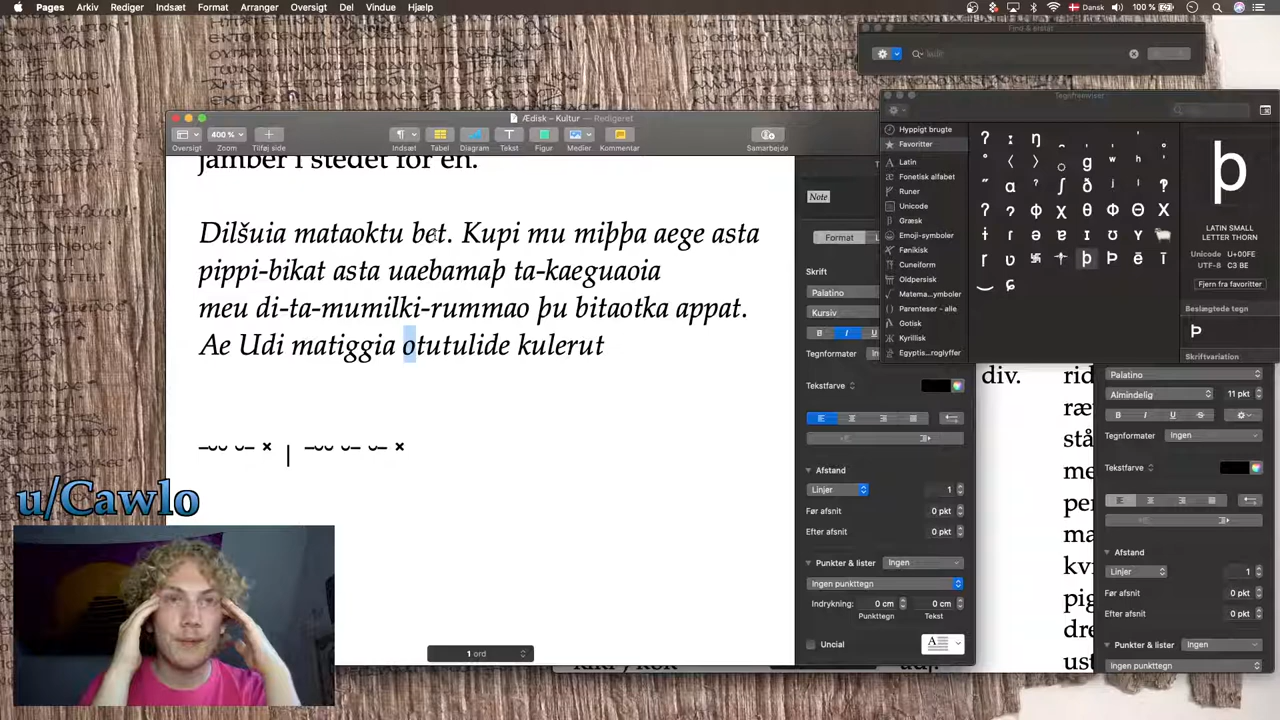 Pages Arkiv Rediger Indsæt Format Arranger Oversigt Del Vindue Hjælp
Dansk 100 %
Find & erstat
Tegnfremviser
Ædisk – Kultur — Redigeret
400 %
Oversigt Tilføj side Indsæt Tabel Diagram Tekst Figur Medier Kommentar Samarbejde
jamber i stedet for en.
Dilšuia mataoktu bet. Kupi mu miþþa aege asta
pippi-bikat asta uaebamaþ ta-kaeguaoia
meu di-ta-mumilki-rummao þu bitaotka appat.
Ae Udi matiggia otutulide kulerut
–˘˘ ˘– × | –˘˘ ˘– ˘– ×
u/Cawlo
1 ord
Note
Format
Skrift
Palatino
Kursiv
B I U
Tegnformater
Tekstfarve
Afstand
Linjer 1
Før afsnit 0 pkt
Efter afsnit 0 pkt
Punkter & lister Ingen
Ingen punkttegn
Indrykning: 0 cm 0 cm
Punkttegn Tekst
Uncial
Hyppigt brugte
Favoritter
Latin
Fonetisk alfabet
Runer
Unicode
Græsk
Emoji-symboler
Fønikisk
Cuneiform
Oldpersisk
Matema...ymboler
Parenteser - alle
Gotisk
Kyrillisk
Egyptis...roglyffer
þ
LATIN SMALL
LETTER THORN
Unicode U+00FE
UTF-8 C3 BE
Fjern fra favoritter
Beslægtede tegn
Þ
Skriftvariation
div.
Palatino
Almindelig 11 pkt
B I U S
Tegnformater Ingen
Tekstfarve
Afstand
Linjer 1
Før afsnit 0 pkt
Efter afsnit 0 pkt
Punkter & lister Ingen
Ingen punkttegn